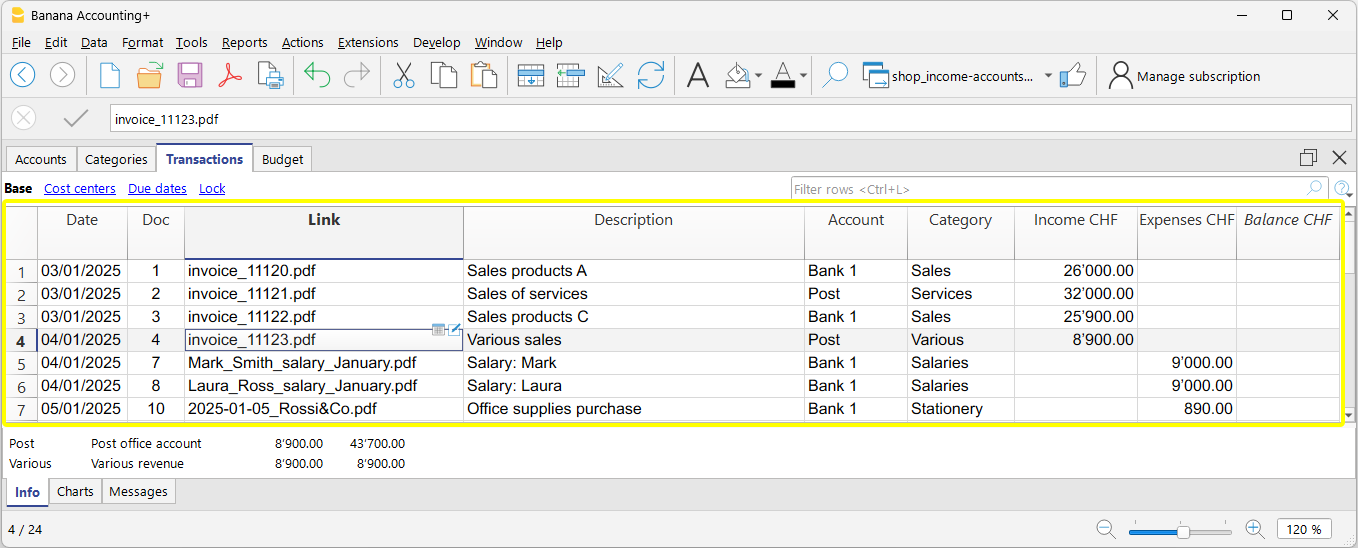 Banana Accounting+
File Edit Data Format Tools Reports Actions Extensions Develop Window Help
shop_income-accounts... Manage subscription
invoice_11123.pdf
Accounts Categories Transactions Budget
Base Cost centers Due dates Lock Filter rows <Ctrl+L>
Date Doc Link Description Account Category Income CHF Expenses CHF Balance CHF
1 03/01/2025 1 invoice_11120.pdf Sales products A Bank 1 Sales 26'000.00
2 03/01/2025 2 invoice_11121.pdf Sales of services Post Services 32'000.00
3 03/01/2025 3 invoice_11122.pdf Sales products C Bank 1 Sales 25'900.00
4 04/01/2025 4 invoice_11123.pdf Various sales Post Various 8'900.00
5 04/01/2025 7 Mark_Smith_salary_January.pdf Salary: Mark Bank 1 Salaries 9'000.00
6 04/01/2025 8 Laura_Ross_salary_January.pdf Salary: Laura Bank 1 Salaries 9'000.00
7 05/01/2025 10 2025-01-05_Rossi&Co.pdf Office supplies purchase Bank 1 Stationery 890.00
Post Post office account 8'900.00 43'700.00
Various Various revenue 8'900.00 8'900.00
Info Charts Messages
4 / 24 120 %